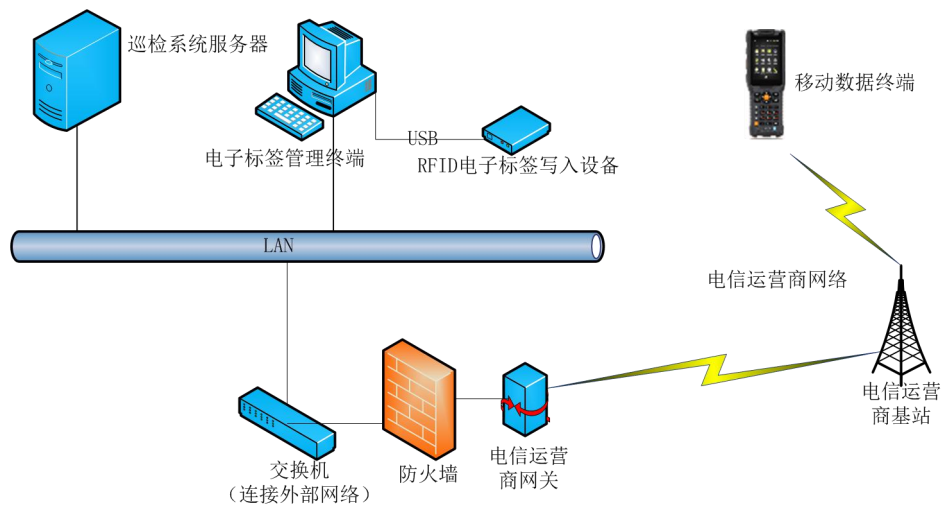 巡检系统服务器
移动数据终端
USB
电子标签管理终端
RFID电子标签写入设备
LAN
电信运营商网络
电信运营
商基站
电信运营
商网关
交换机
（连接外部网络）
防火墙